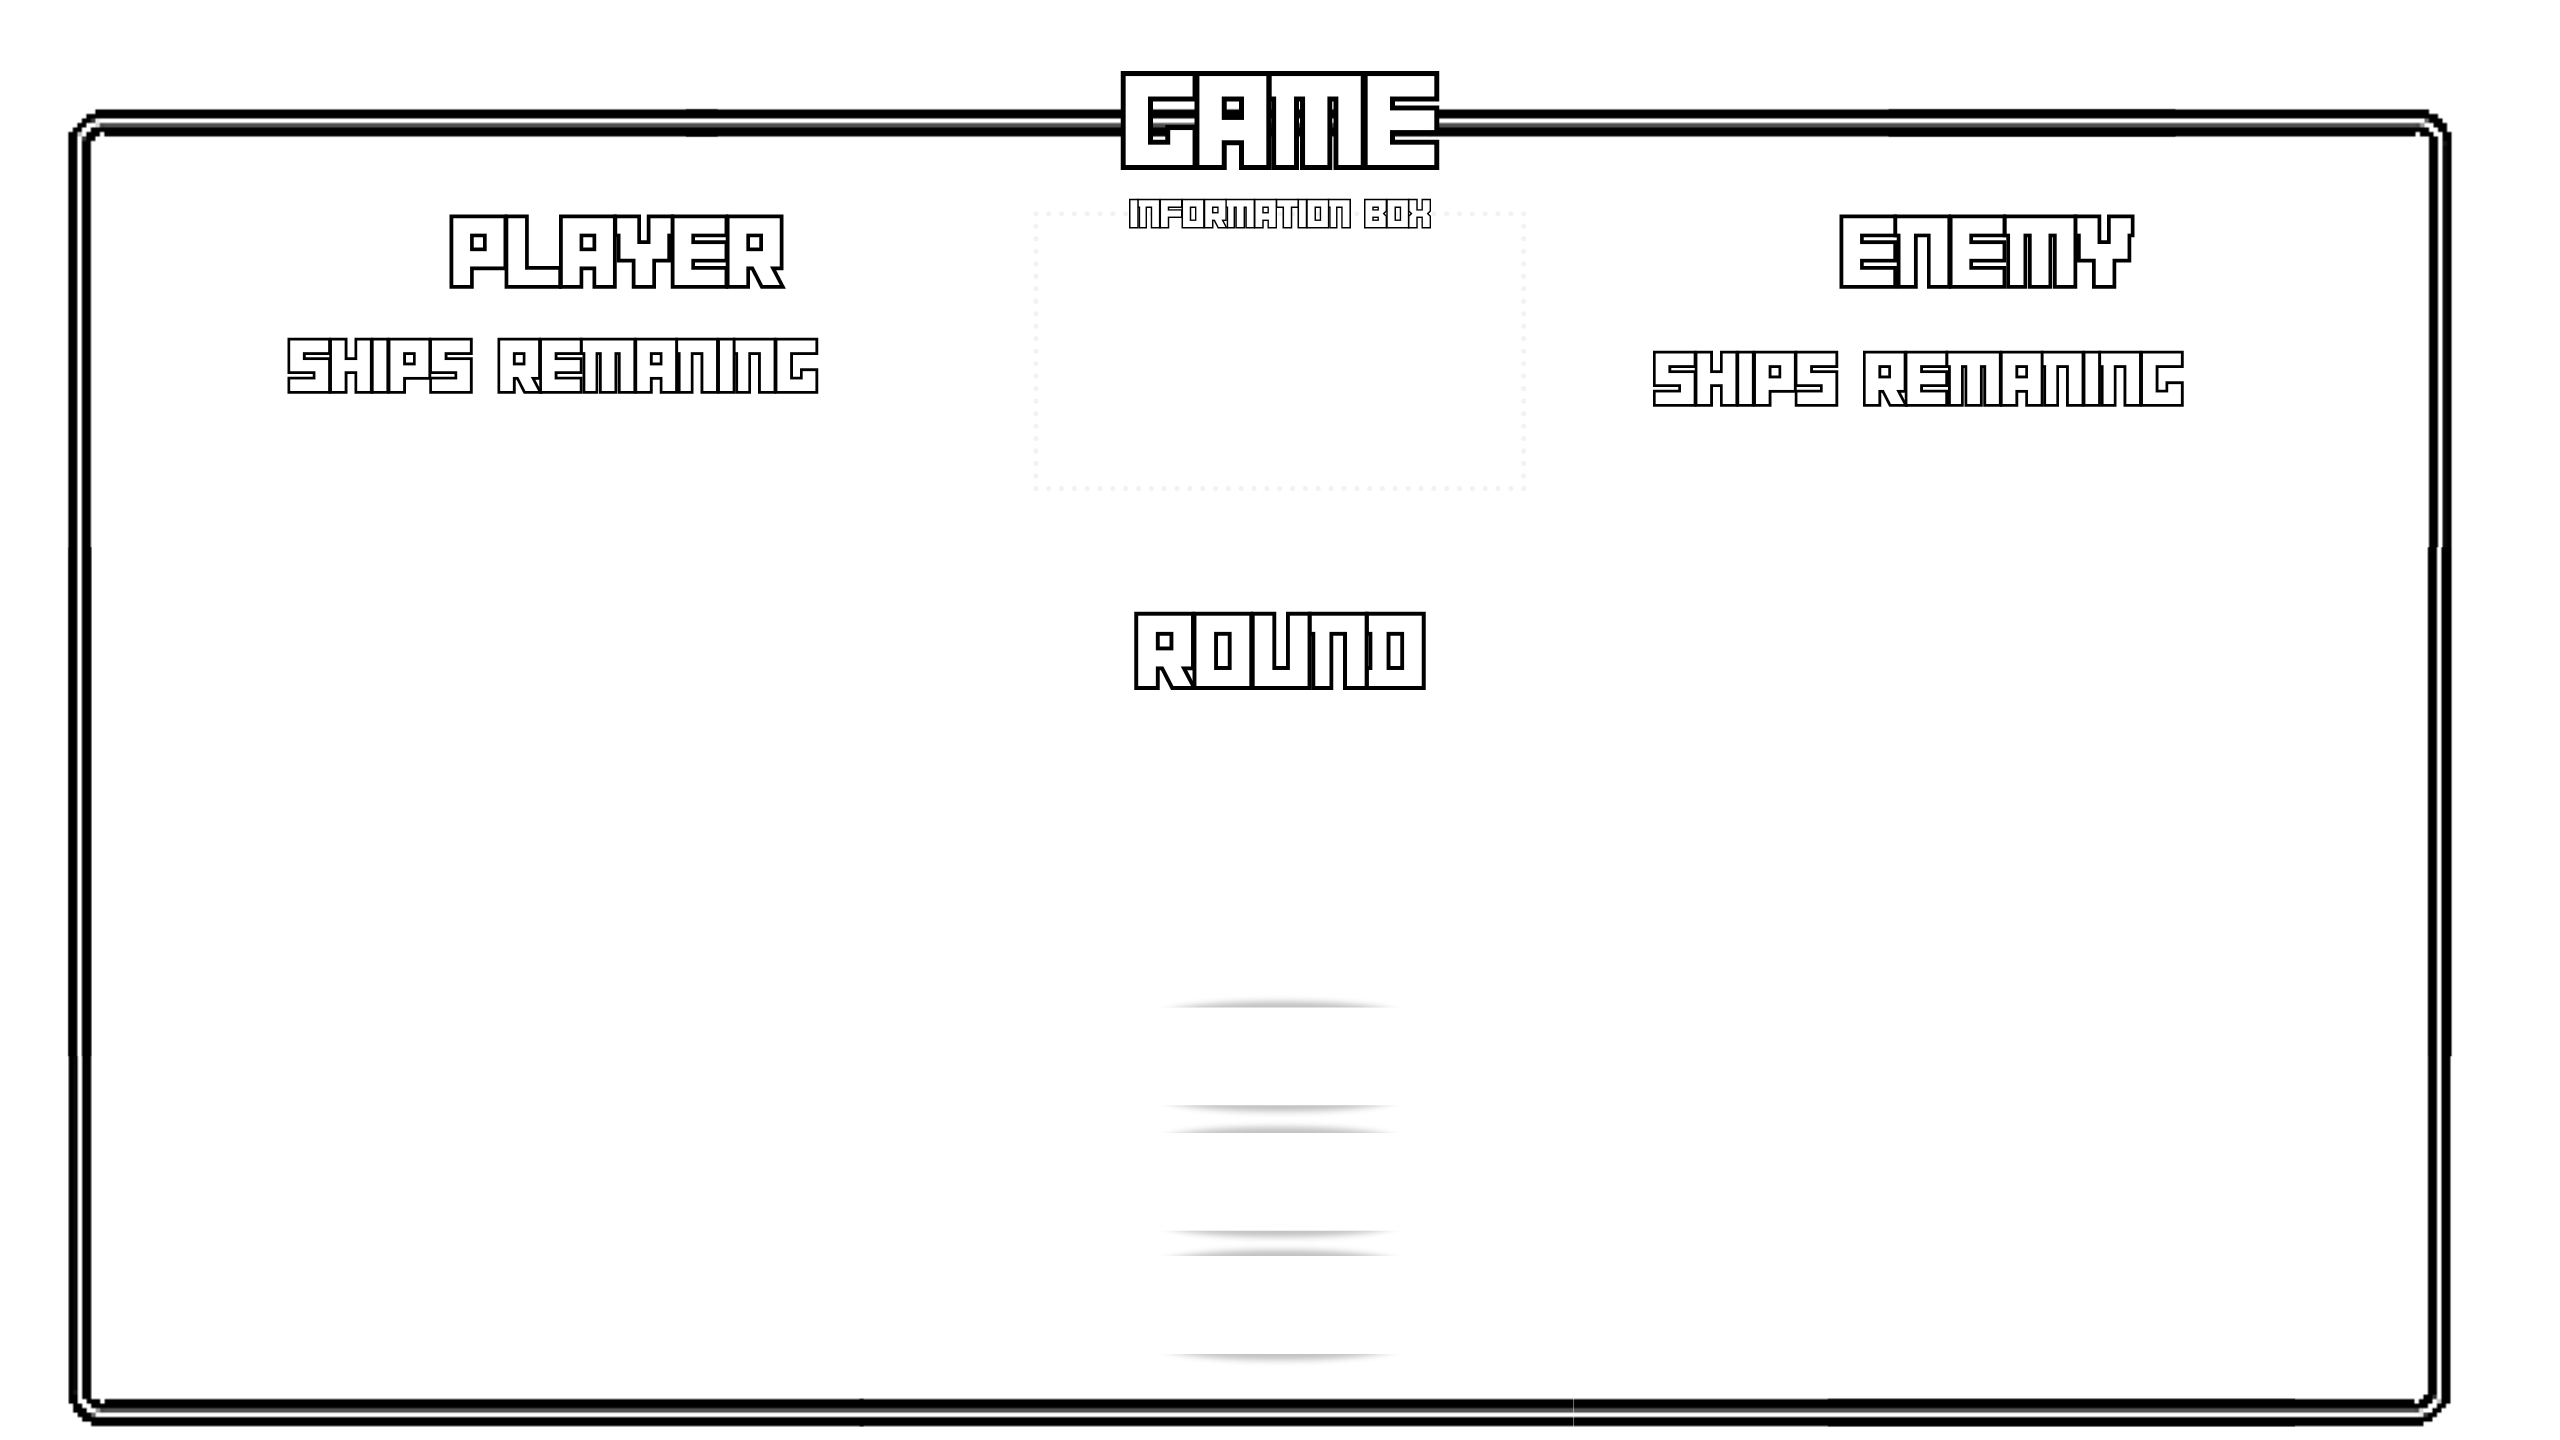 GAME
INFORMATION BOX
PLAYER
SHIPS REMANING
ENEMY
SHIPS REMANING
ROUND